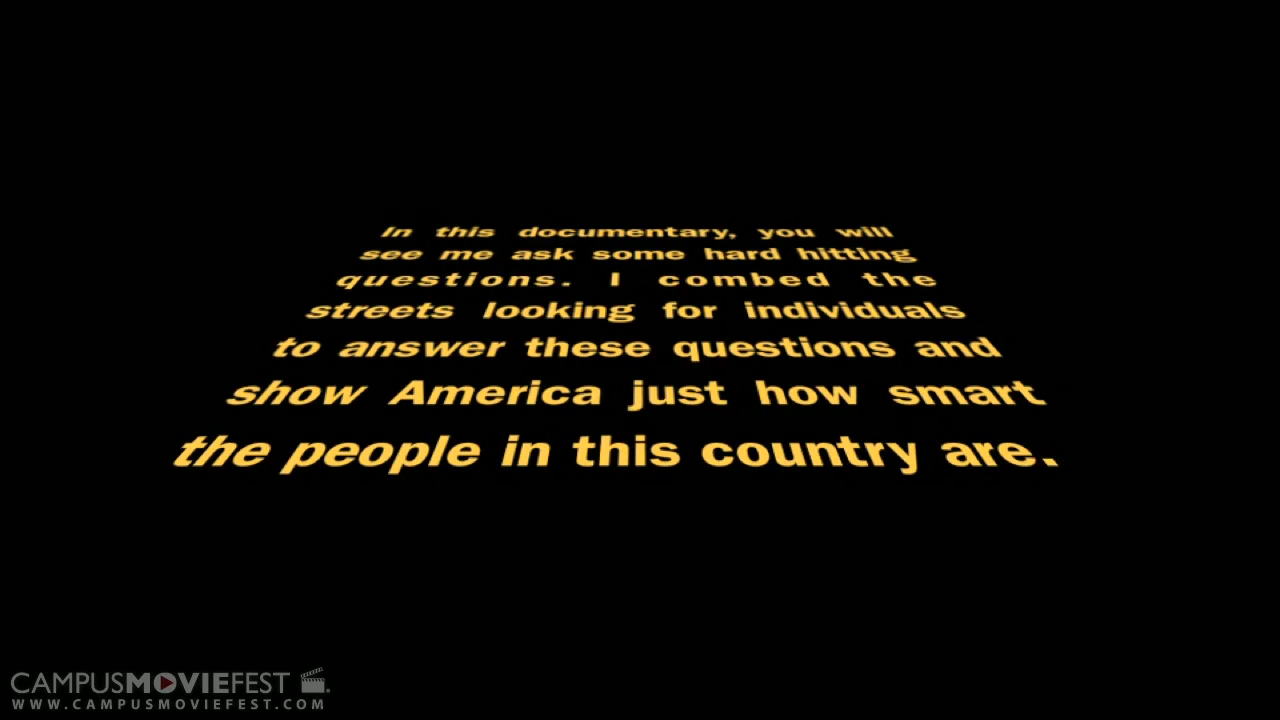 In this documentary, you will
see me ask some hard hitting
questions. I combed the
streets looking for individuals
to answer these questions and
show America just how smart
the people in this country are.
CAMPUSMOVIEFEST
WWW.CAMPUSMOVIEFEST.COM